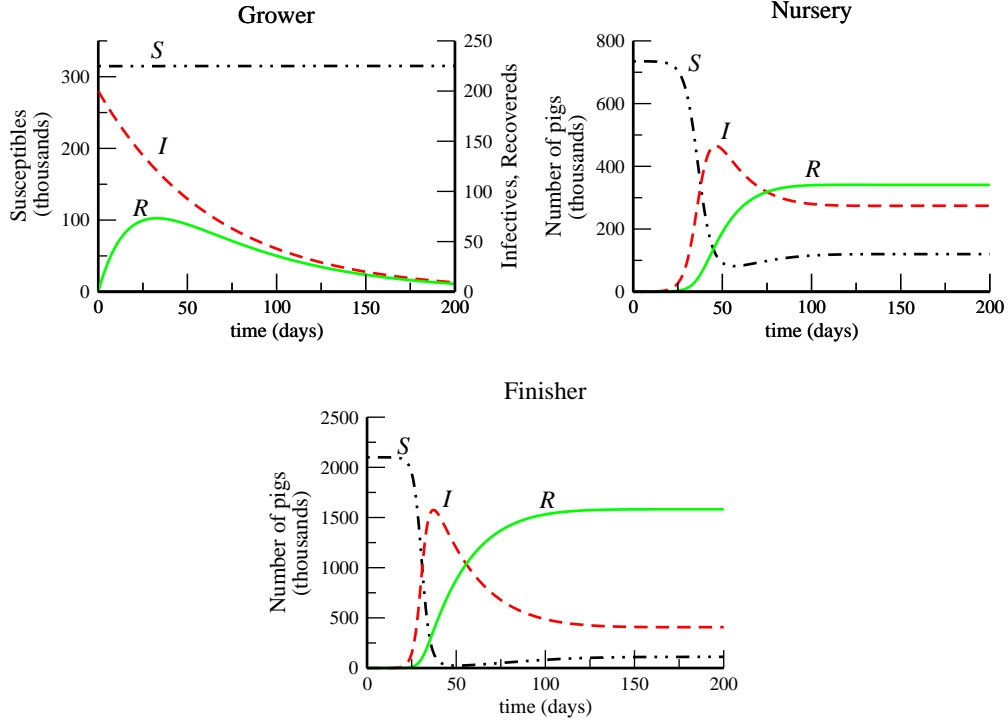 Grower
Susceptibles
(thousands)
300
200
100
0
S
I
R
250
200
150
100
50
0
Infectives, Recovereds
0
50
100
150
200
time (days)
Nursery
Number of pigs
(thousands)
800
600
400
200
0
S
I
R
0
50
100
150
200
time (days)
Finisher
Number of pigs
(thousands)
2500
2000
1500
1000
500
0
S
I
R
0
50
100
150
200
time (days)